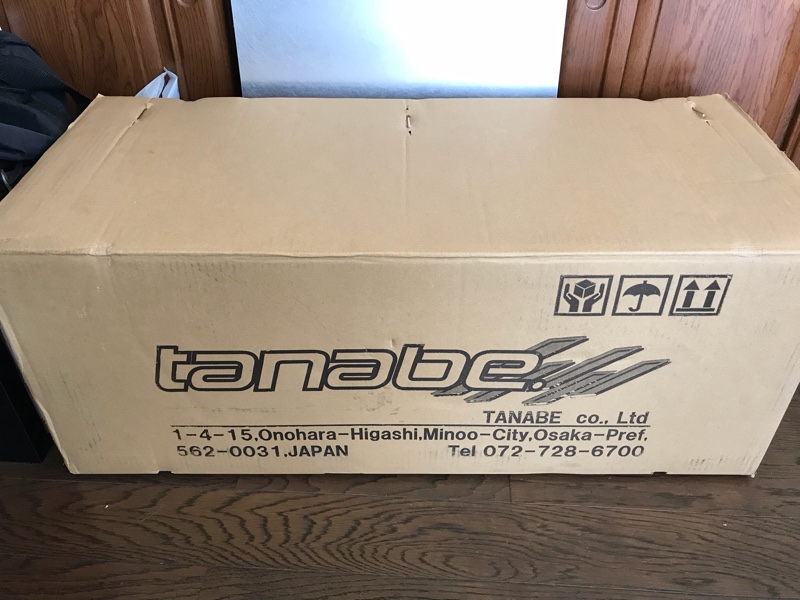 tanabe.
TANABE co., Ltd
1-4-15,Onohara-Higashi,Minoo-City,Osaka-Pref,
562-0031,JAPAN Tel 072-728-6700